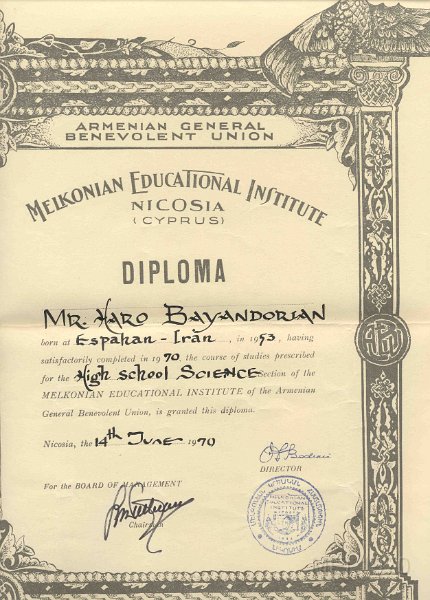 ARMENIAN GENERAL
BENEVOLENT UNION
MELKONIAN EDUCATIONAL INSTITUTE
NICOSIA
(CYPRUS)
DIPLOMA
MR. HARO BAYANDORIAN
born at Espahan - Iran, in 1953, having
satisfactorily completed in 1970, the course of studies prescribed
for the High School Science Section of the
MELKONIAN EDUCATIONAL INSTITUTE of the Armenian
General Benevolent Union, is granted this diploma.
Nicosia, the 14th June 1970
DIRECTOR
For the BOARD OF MANAGEMENT
Chairman
MELKONIAN
EDUCATIONAL
INSTITUTE